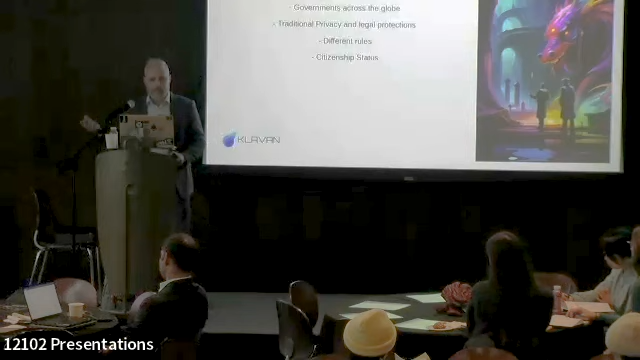 - Governments across the globe
- Traditional Privacy and legal protections
- Different rules
- Citizenship Status
KLAVAN
12102 Presentations